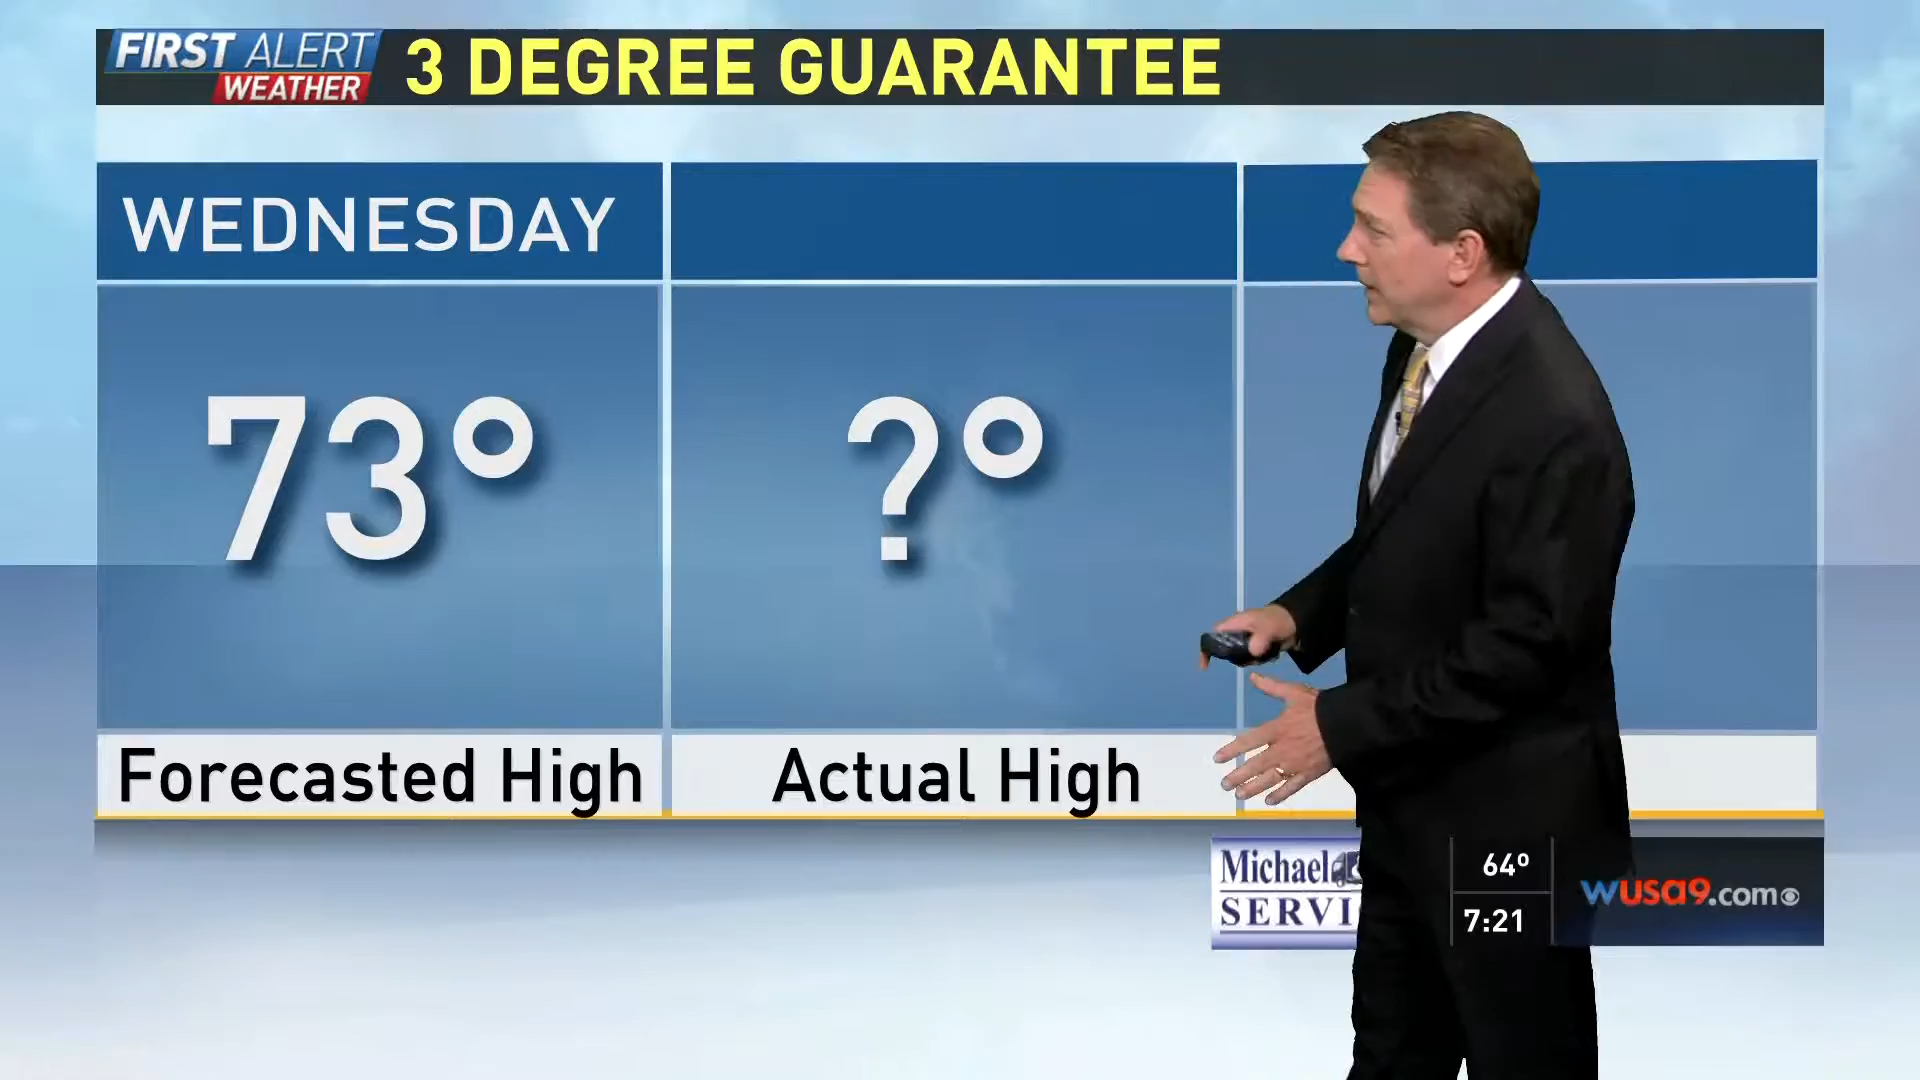 FIRST ALERT
WEATHER
3 DEGREE GUARANTEE
WEDNESDAY
73°
?°
Forecasted High
Actual High
Michael
SERVI
64°
7:21
wusa9.com